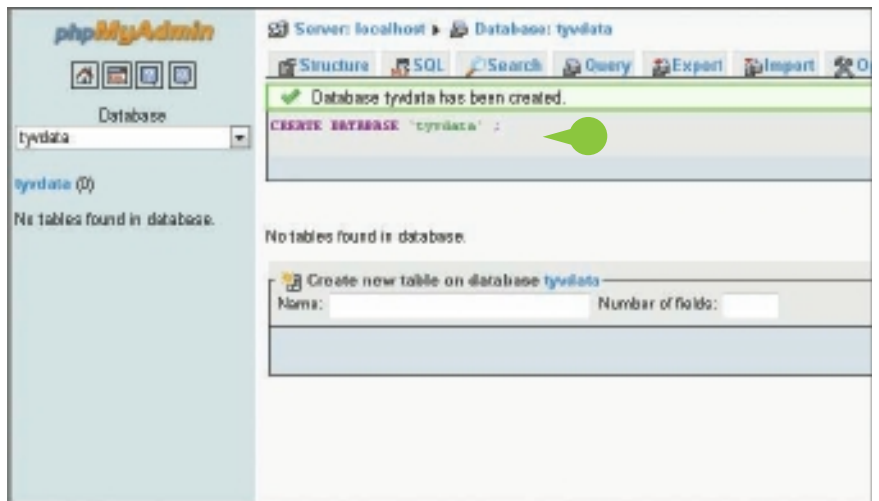 phpMyAdmin
Database
tyvdata
tyvdata (0)
No tables found in database.
Server: localhost ▸ Database: tyvdata
Structure SQL Search Query Export Import
Database tyvdata has been created.
CREATE DATABASE `tyvdata` ;
No tables found in database.
Create new table on database tyvdata
Name: Number of fields: